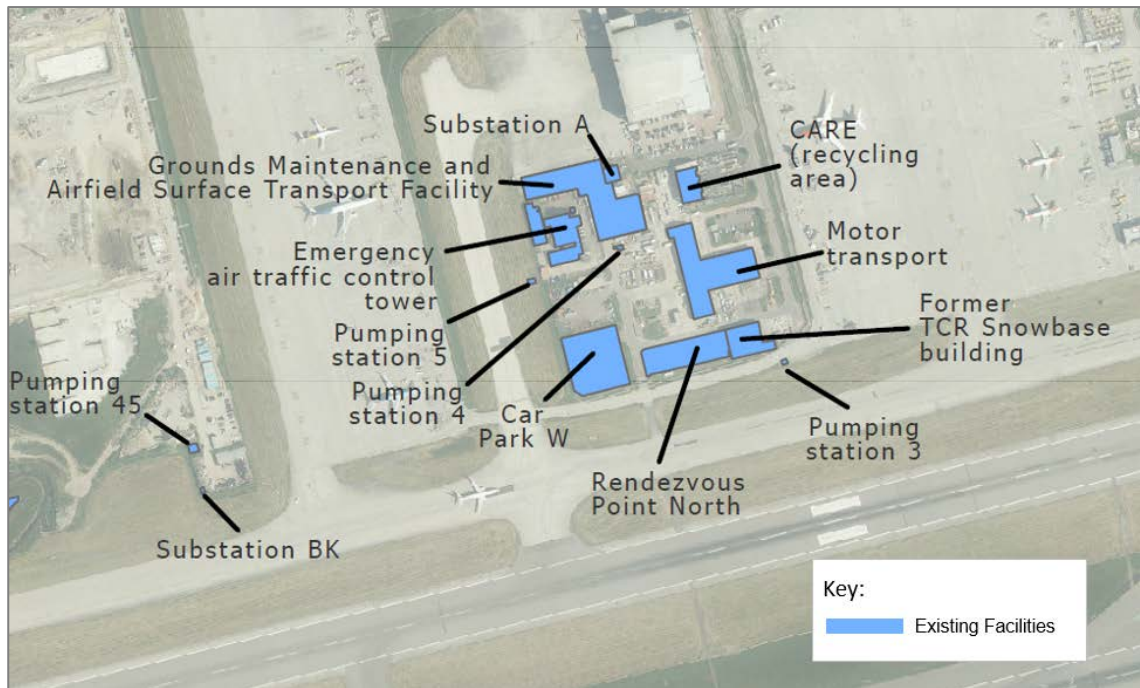 Substation A
Grounds Maintenance and
Airfield Surface Transport Facility
CARE
(recycling
area)
Emergency
air traffic control
tower
Motor
transport
Pumping
station 5
Former
TCR Snowbase
building
Pumping
station 45
Pumping
station 4
Car
Park W
Pumping
station 3
Rendezvous
Point North
Substation BK
Key:
Existing Facilities